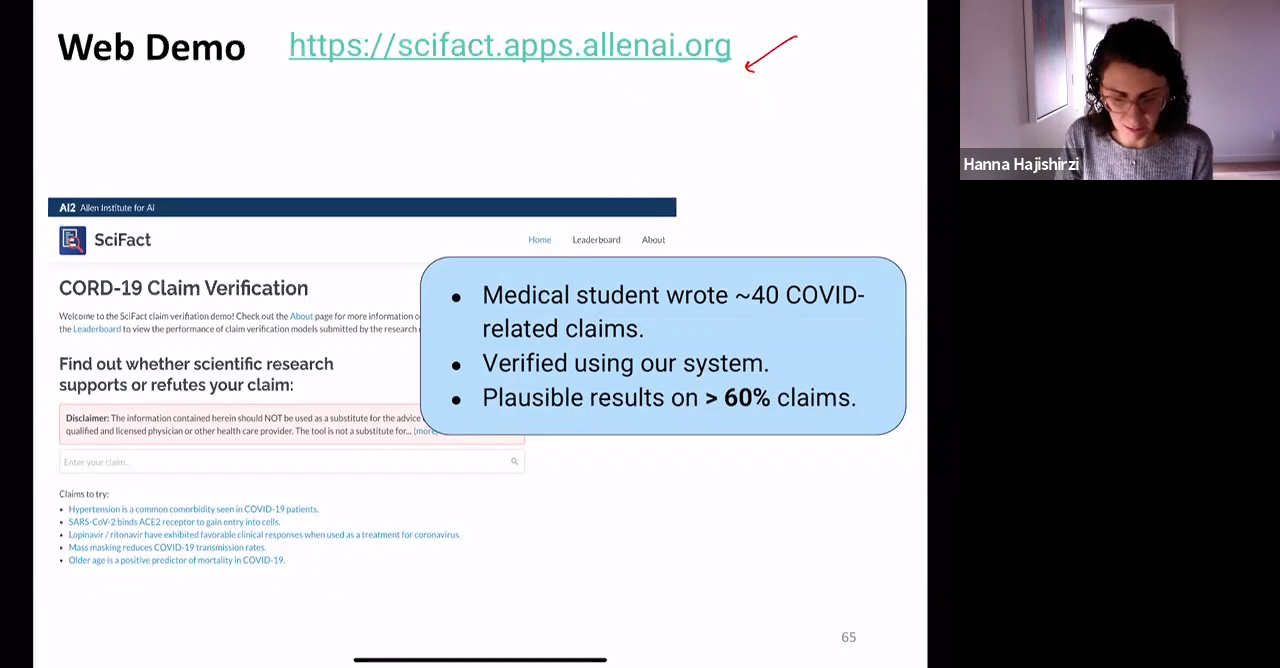 Web Demo https://scifact.apps.allenai.org
Hanna Hajishirzi
AI2 Allen Institute for AI
SciFact
Home Leaderboard About
CORD-19 Claim Verification
Welcome to the SciFact claim verifiation demo! Check out the About page for more information
the Leaderboard to view the performance of claim verification models submitted by the research
Find out whether scientific research
supports or refutes your claim:
Disclaimer: The information contained herein should NOT be used as a substitute for the advice
qualified and licensed physician or other health care provider. The tool is not a substitute for... (more)
Enter your claim...
Claims to try:
• Hypertension is a common comorbidity seen in COVID-19 patients.
• SARS-CoV-2 binds ACE2 receptor to gain entry into cells.
• Lopinavir / ritonavir have exhibited favorable clinical responses when used as a treatment for coronavirus.
• Mass masking reduces COVID-19 transmission rates.
• Older age is a positive predictor of mortality in COVID-19.
• Medical student wrote ~40 COVID-
related claims.
• Verified using our system.
• Plausible results on > 60% claims.
65